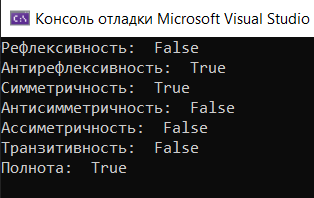 C:\ Консоль отладки Microsoft Visual Studio
Рефлексивность:  False
Антирефлексивность:  True
Симметричность:  True
Антисимметричность:  False
Ассиметричность:  False
Транзитивность:  False
Полнота:  True